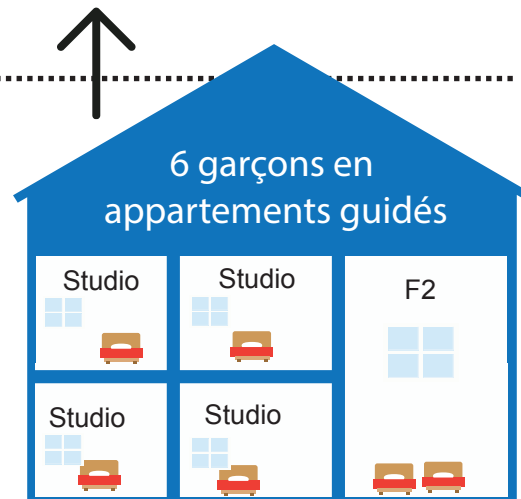 6 garçons en
appartements guidés
Studio
Studio
F2
Studio
Studio